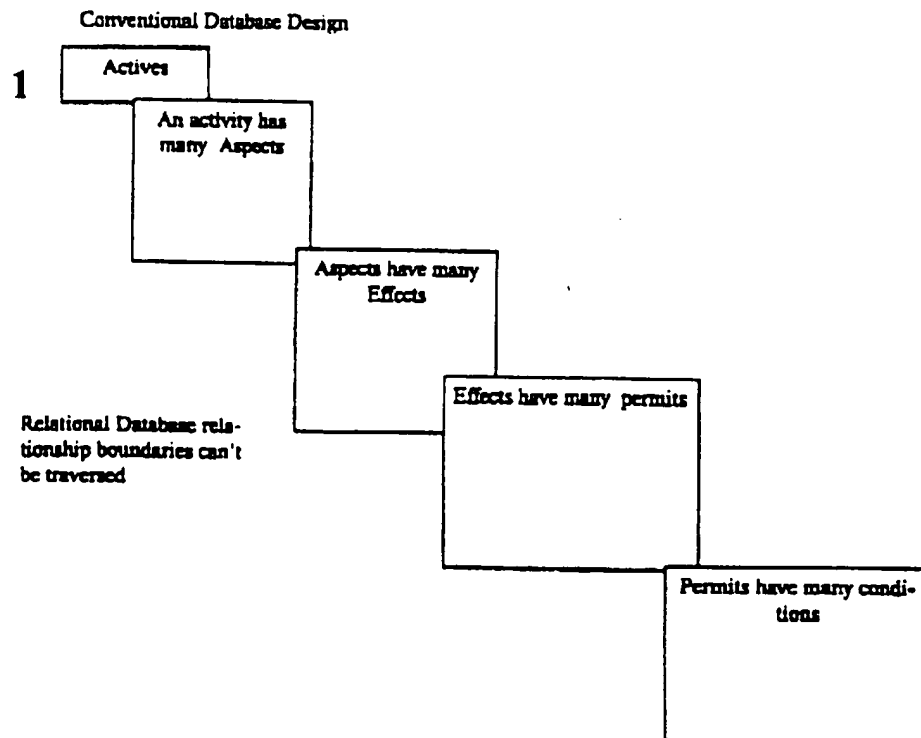 Conventional Database Design
1
Actives
An activity has
many Aspects
Aspects have many
Effects
Effects have many permits
Relational Database rela-
tionship boundaries can't
be traversed
Permits have many condi-
tions